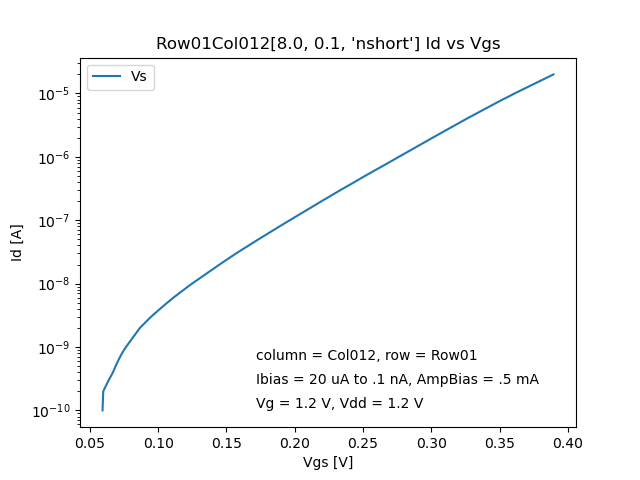 Row01Col012[8.0, 0.1, 'nshort'] Id vs Vgs
Vs
Id [A]
10⁻⁵
10⁻⁶
10⁻⁷
10⁻⁸
10⁻⁹
10⁻¹⁰
column = Col012, row = Row01
Ibias = 20 uA to .1 nA, AmpBias = .5 mA
Vg = 1.2 V, Vdd = 1.2 V
0.05 0.10 0.15 0.20 0.25 0.30 0.35 0.40
Vgs [V]